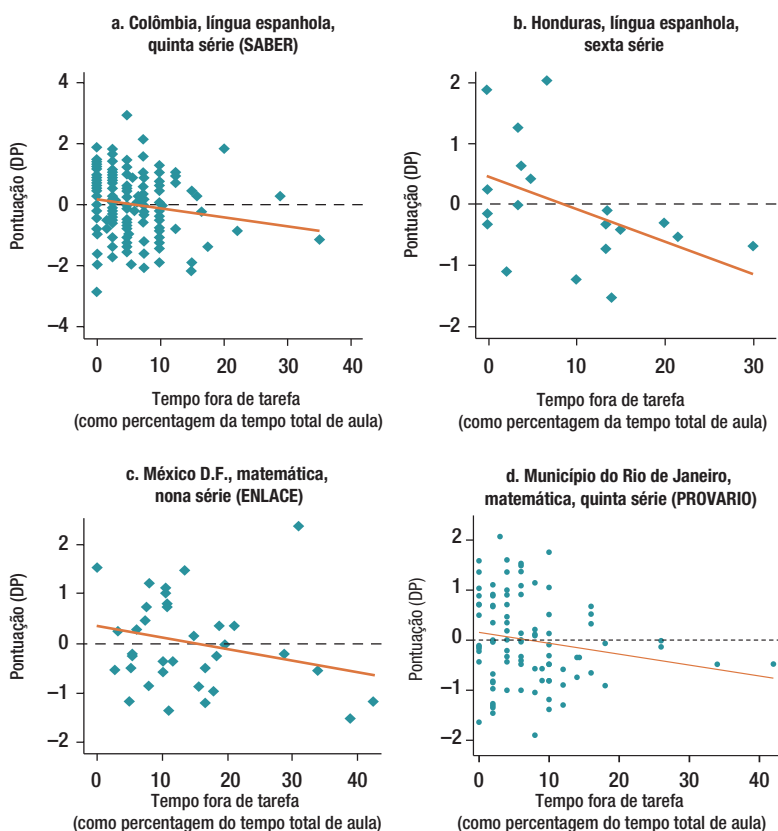 a. Colômbia, língua espanhola,
quinta série (SABER)
Pontuação (DP)
4
2
0
−2
−4
0 10 20 30 40
Tempo fora de tarefa
(como percentagem da tempo total de aula)
b. Honduras, língua espanhola,
sexta série
Pontuação (DP)
2
1
0
−1
−2
0 10 20 30
Tempo fora de tarefa
(como percentagem da tempo total de aula)
c. México D.F., matemática,
nona série (ENLACE)
Pontuação (DP)
2
1
0
−1
−2
0 10 20 30 40
Tempo fora de tarefa
(como percentagem do tempo total de aula)
d. Município do Rio de Janeiro,
matemática, quinta série (PROVARIO)
Pontuação (DP)
2
1
0
−1
−2
0 10 20 30 40
Tempo fora de tarefa
(como percentagem do tempo total de aula)